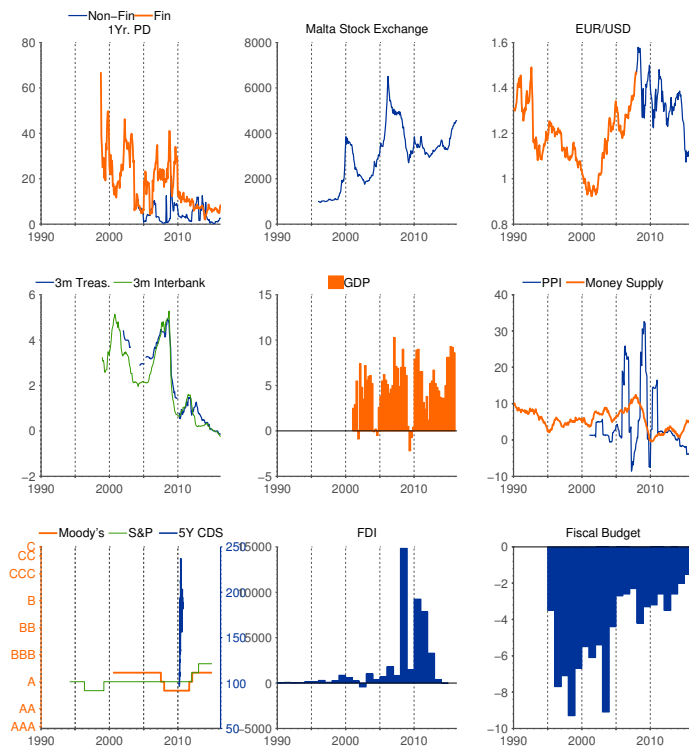 Non-Fin Fin
1Yr. PD
80
60
40
20
0
1990 2000 2010
Malta Stock Exchange
8000
6000
4000
2000
0
1990 2000 2010
EUR/USD
1.6
1.4
1.2
1.0
0.8
1990 2000 2010
3m Treas. 3m Interbank
6
4
2
0
−2
1990 2000 2010
GDP
15
10
5
0
−5
1990 2000 2010
PPI Money Supply
40
30
20
10
0
−10
1990 2000 2010
Moody's S&P 5Y CDS
C
CC
CCC
B
BB
BBB
A
AA
AAA
250
200
150
100
50
1990 2000 2010
FDI
10000
5000
0
−5000
1990 2000 2010
Fiscal Budget
0
−2
−4
−6
−8
−10
1990 2000 2010